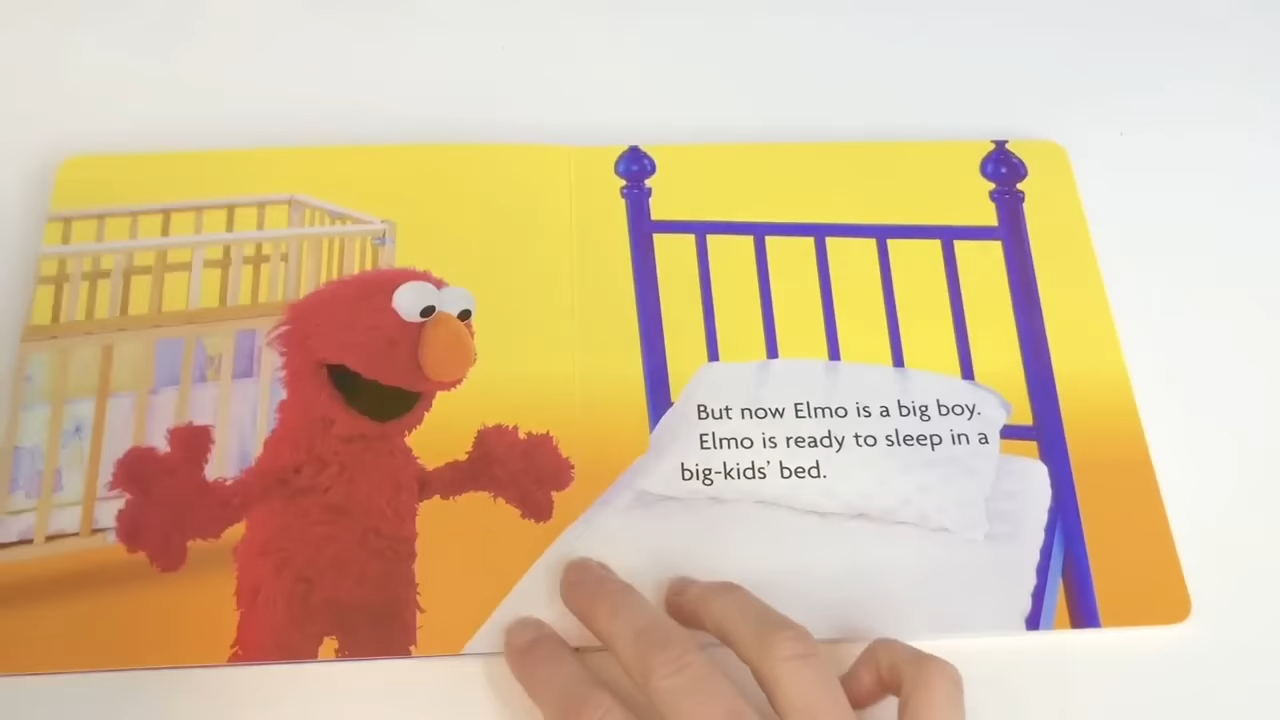 But now Elmo is a big boy.
Elmo is ready to sleep in a
big-kids’ bed.